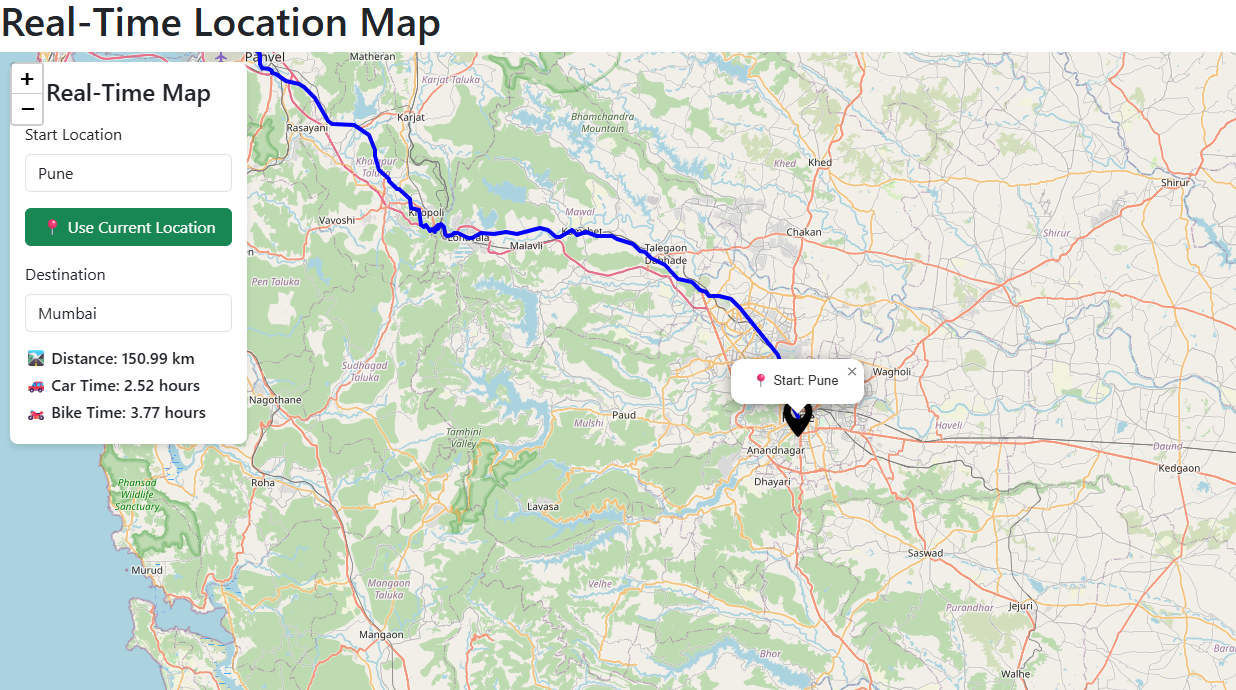 Real-Time Location Map
+
−
Real-Time Map
Start Location
Pune
📍 Use Current Location
Destination
Mumbai
Distance: 150.99 km
Car Time: 2.52 hours
Bike Time: 3.77 hours
Panvel
Matheran
Karjat Taluka
Rasayani
Karjat
Bhamchandra
Mountain
Khed
Khed
Khopoli
Shirur
Mawal
Vavoshi
Lonavala
Malavli
Talegaon
Dabhade
Chakan
Shirur
Pen Taluka
Sudhagad
Taluka
Nagothane
📍 Start: Pune
×
Wagholi
Paud
Mulshi
Tamhini
Valley
Anandnagar
Haveli
Daund
Kedgaon
Dhayari
Roha
Phansad
Wildlife
Sanctuary
Lavasa
Saswad
Murud
Mangaon
Taluka
Velhe
Purandhar
Jejuri
Mangaon
Bhor
Walhe